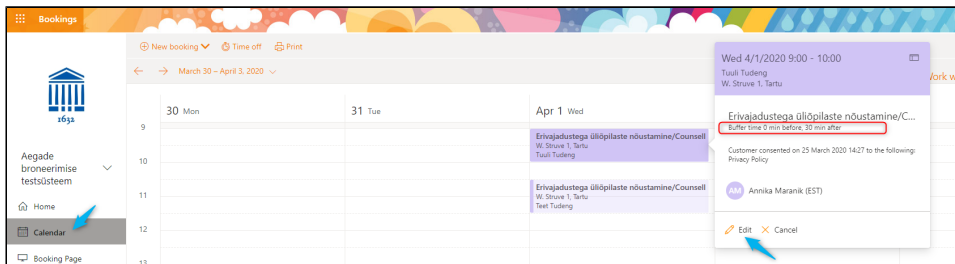 Bookings
New booking
Time off
Print
March 30 – April 3, 2020
1632
Aegade
broneerimise
testsüsteem
Home
Calendar
Booking Page
30 Mon
31 Tue
Apr 1 Wed
9
10
11
12
13
Erivajadustega üliõpilaste nõustamine/Counsell
W. Struve 1, Tartu
Tuuli Tudeng
Erivajadustega üliõpilaste nõustamine/Counsell
W. Struve 1, Tartu
Teet Tudeng
Wed 4/1/2020 9:00 - 10:00
Tuuli Tudeng
W. Struve 1, Tartu
Erivajadustega üliöpilaste nõustamine/C...
Buffer time 0 min before, 30 min after
Customer consented on 25 March 2020 14:27 to the following:
Privacy Policy
AM Annika Maranik (EST)
Edit
Cancel
Work w